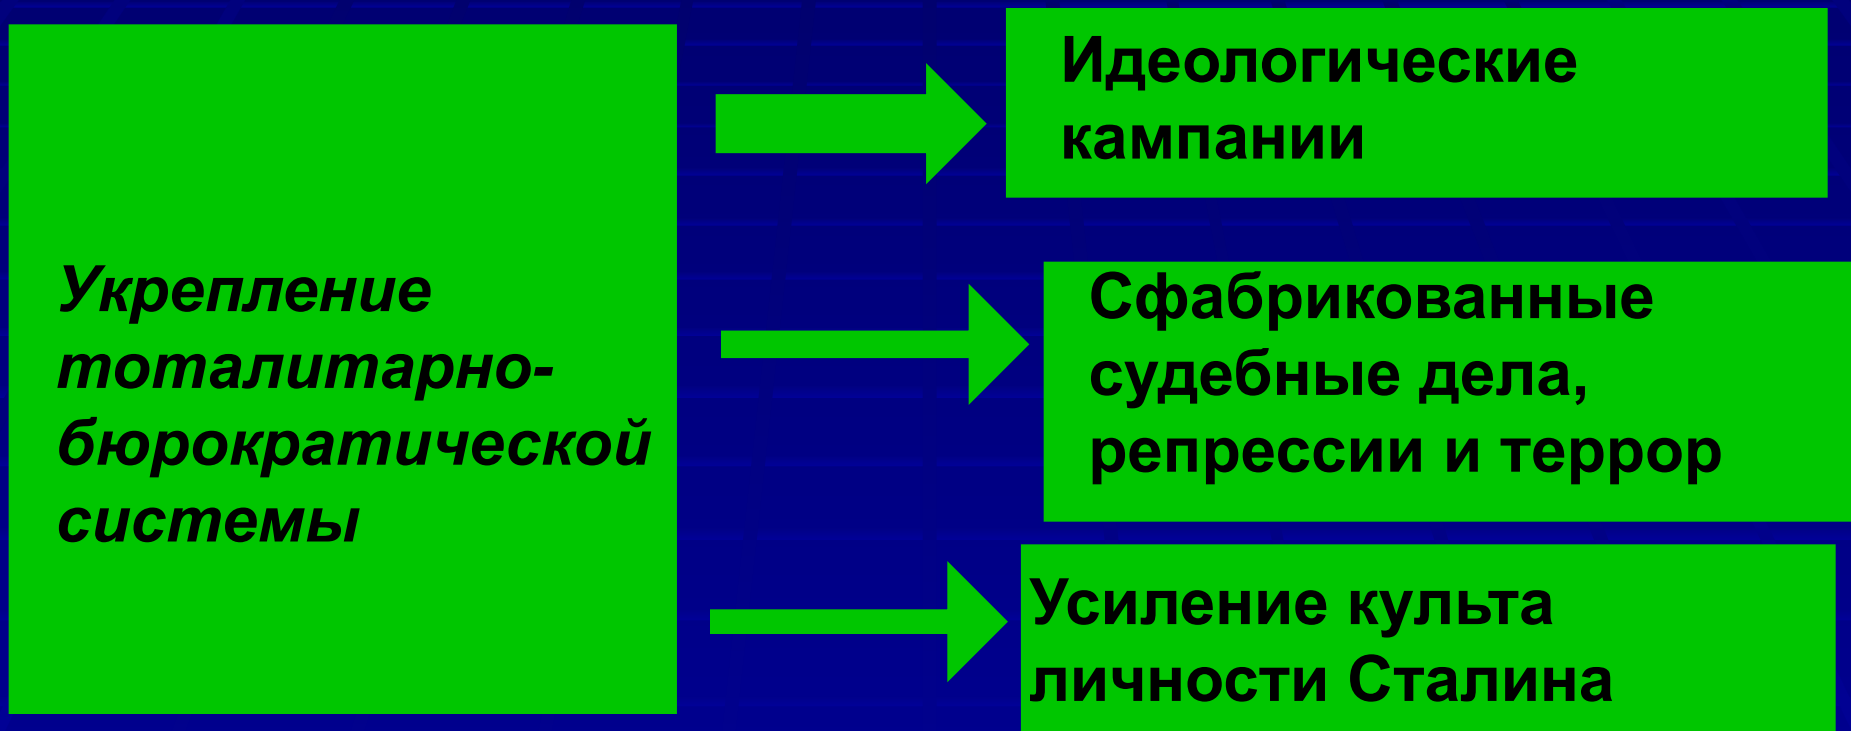 Укрепление
тоталитарно-
бюрократической
системы
Идеологические
кампании
Сфабрикованные
судебные дела,
репрессии и террор
Усиление культа
личности Сталина